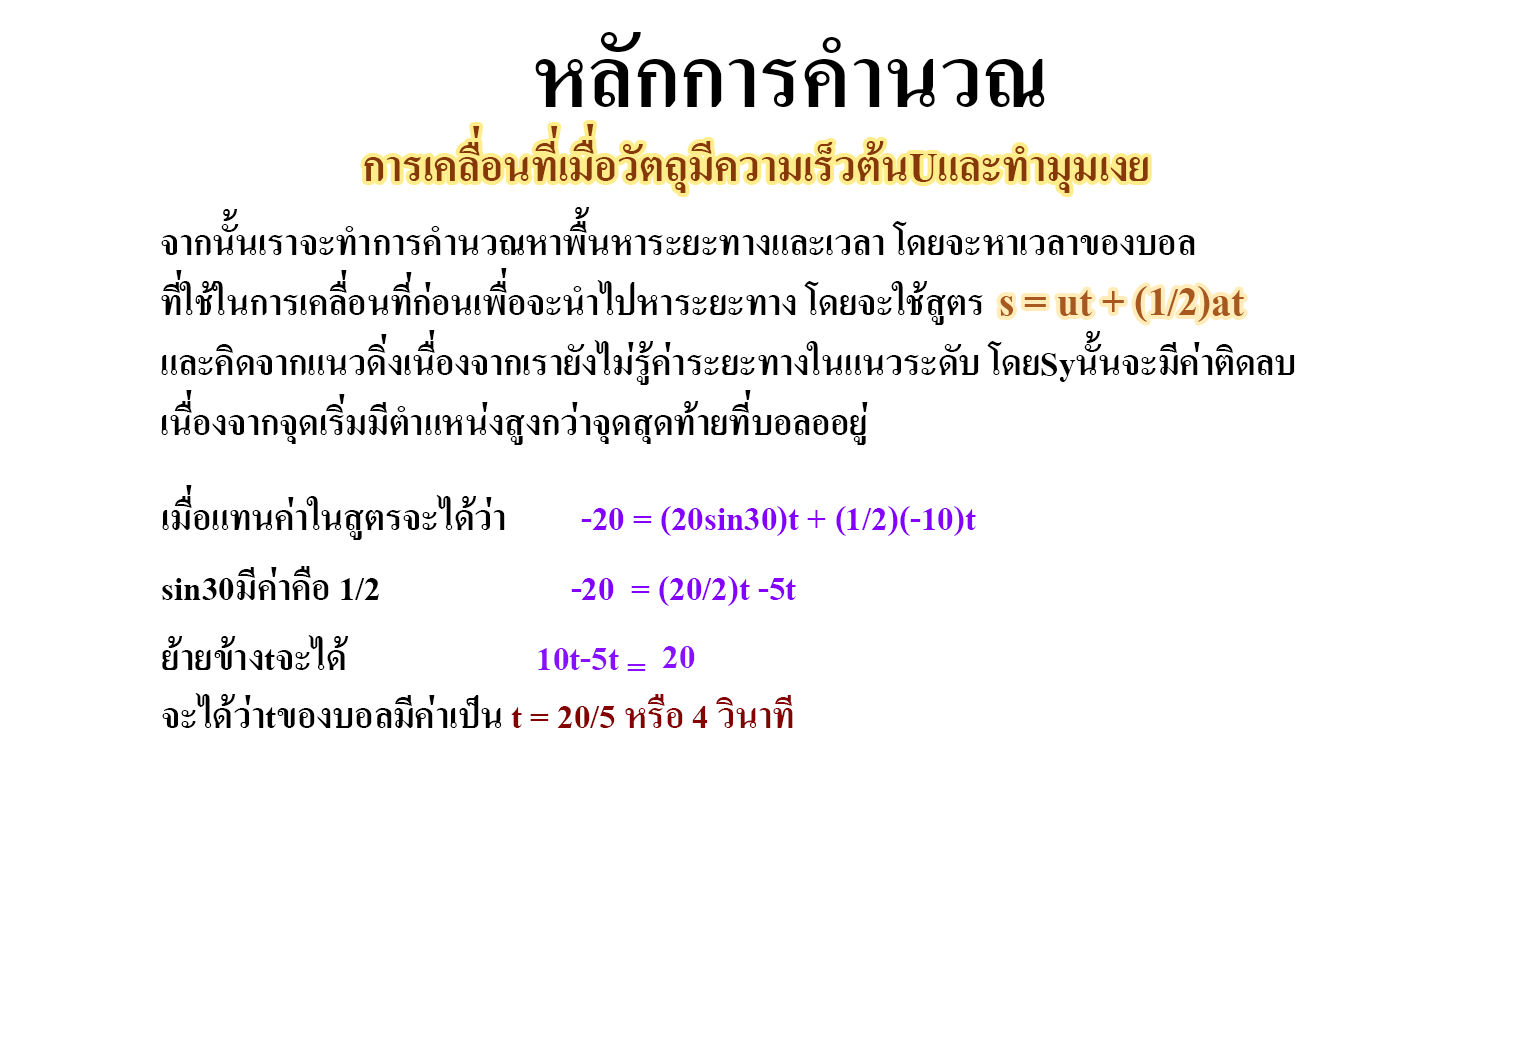 หลักการคำนวณ
การเคลื่อนที่เมื่อวัตถุมีความเร็วต้นUและทำมุมเงย
จากนั้นเราจะทำการคำนวณหาพื้นหาระยะทางและเวลา โดยจะหาเวลาของบอล
ที่ใช้ในการเคลื่อนที่ก่อนเพื่อจะนำไปหาระยะทาง โดยจะใช้สูตร s = ut + (1/2)at
และคิดจากแนวดิ่งเนื่องจากเรายังไม่รู้ค่าระยะทางในแนวระดับ โดยSyนั้นจะมีค่าติดลบ
เนื่องจากจุดเริ่มมีตำแหน่งสูงกว่าจุดสุดท้ายที่บอลออยู่
เมื่อแทนค่าในสูตรจะได้ว่า -20 = (20sin30)t + (1/2)(-10)t
sin30มีค่าคือ 1/2 -20 = (20/2)t -5t
ย้ายข้างtจะได้ 10t-5t = 20
จะได้ว่าtของบอลมีค่าเป็น t = 20/5 หรือ 4 วินาที